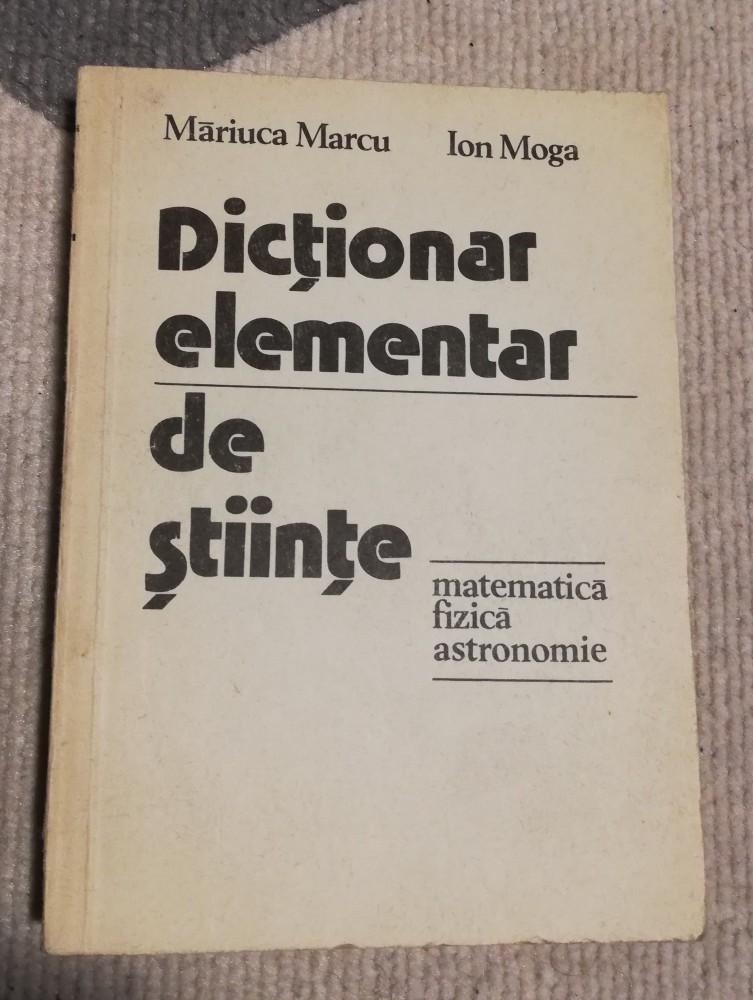 Măriuca Marcu Ion Moga
Dicționar
elementar
de
științe
matematică
fizică
astronomie